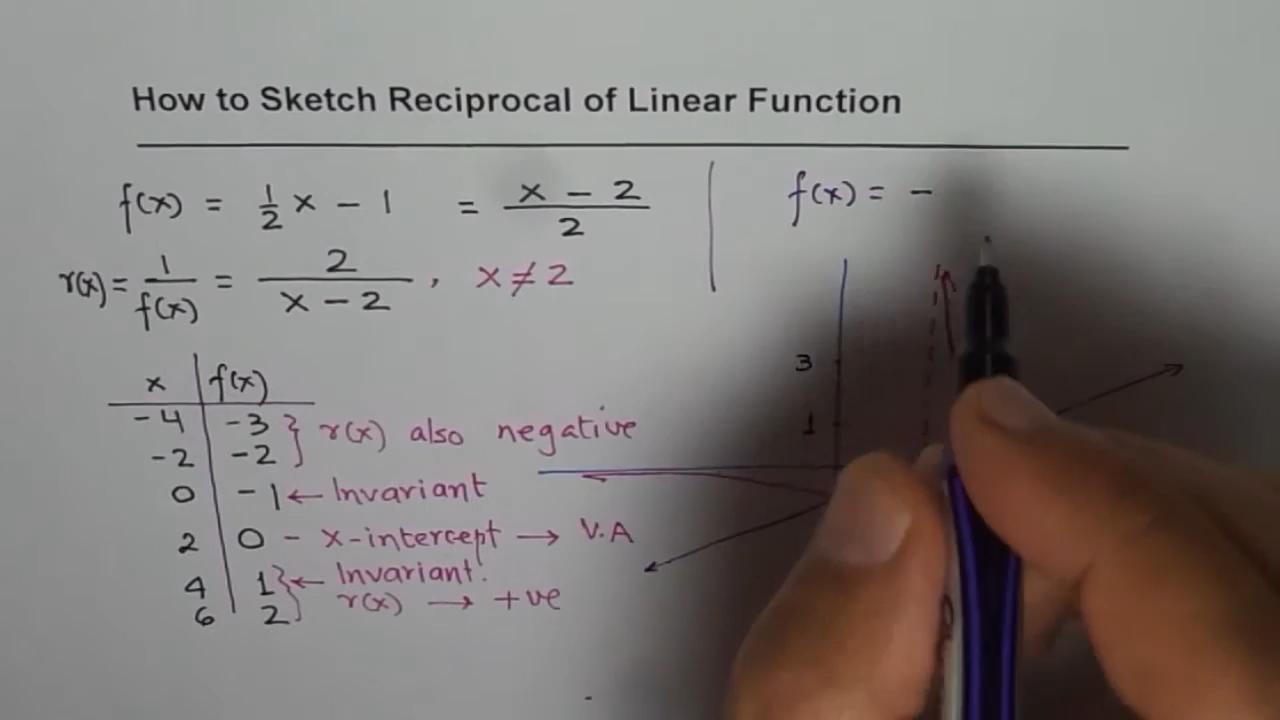 How to Sketch Reciprocal of Linear Function
f(x) = 1/2 x - 1 = x - 2 / 2
f(x) = -
r(x) = 1/f(x) = 2/x - 2 , x ≠ 2
x f(x)
-4 -3
-2 -2 } r(x) also negative
0 -1 ← Invariant
2 0 - x-intercept → V.A
4 1 ← Invariant!
6 2 r(x) → +ve
3
1